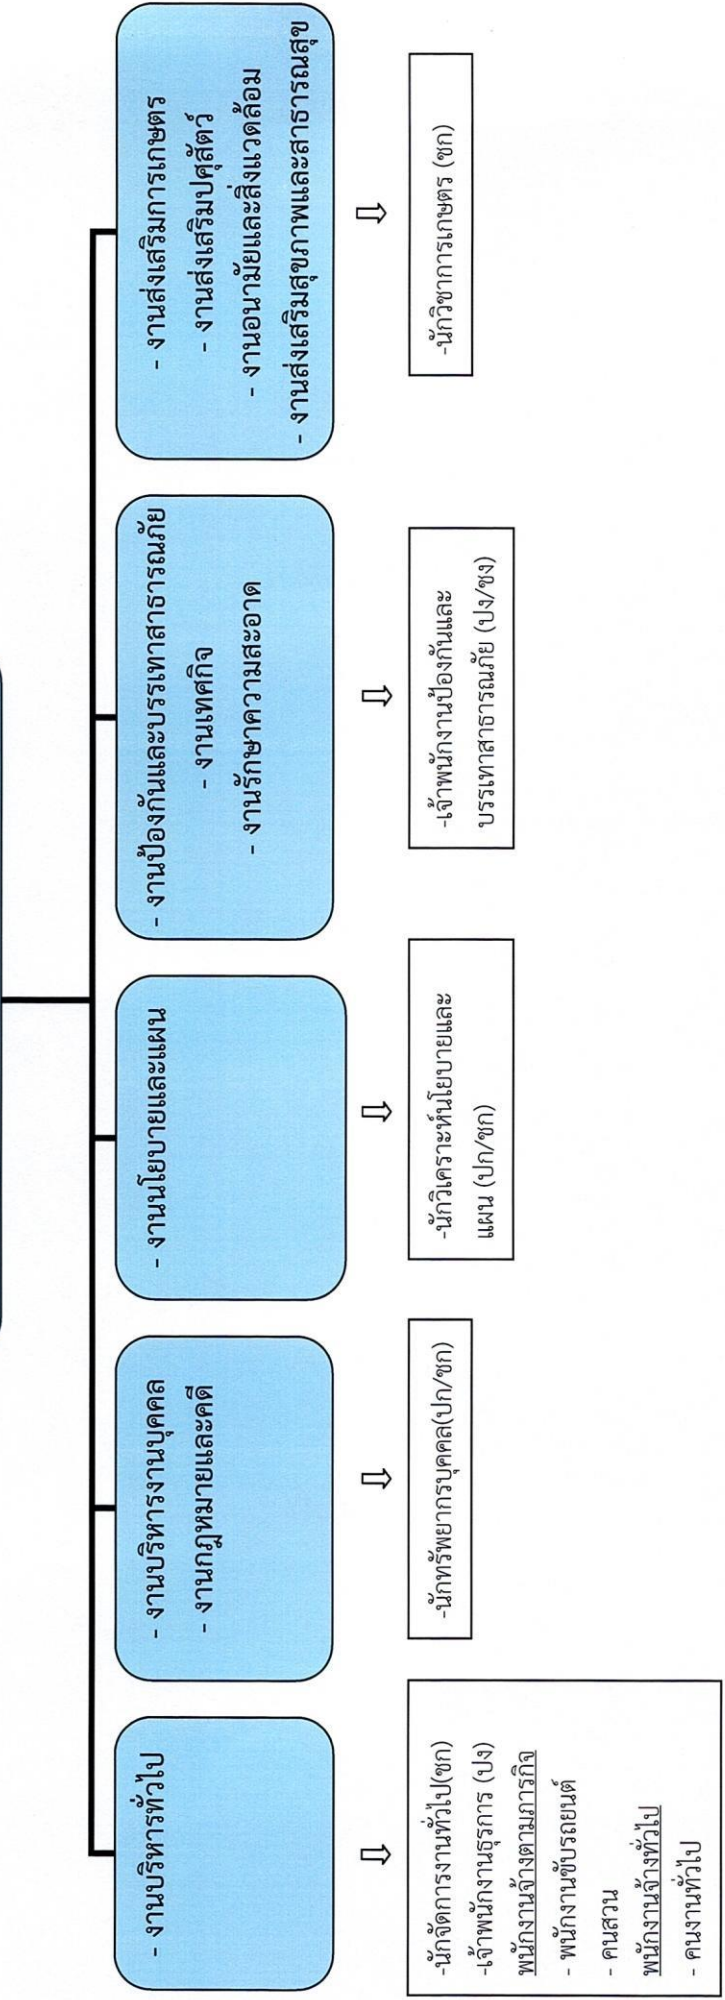 - งานบริหารทั่วไป
- งานบริหารงานบุคคล
- งานกฎหมายและคดี
- งานนโยบายและแผน
- งานป้องกันและบรรเทาสาธารณภัย
- งานเทศกิจ
- งานรักษาความสะอาด
- งานส่งเสริมการเกษตร
- งานส่งเสริมปศุสัตว์
- งานอนามัยและสิ่งแวดล้อม
- งานส่งเสริมสุขภาพและสาธารณสุข
-นักจัดการงานทั่วไป(ชก)
-เจ้าพนักงานธุรการ (ปง)
พนักงานจ้างตามภารกิจ
- พนักงานขับรถยนต์
- คนสวน
พนักงานจ้างทั่วไป
- คนงานทั่วไป
-นักทรัพยากรบุคคล(ปก/ชก)
-นักวิเคราะห์นโยบายและ
แผน (ปก/ชก)
-เจ้าพนักงานป้องกันและ
บรรเทาสาธารณภัย (ปง/ชง)
-นักวิชาการเกษตร (ชก)